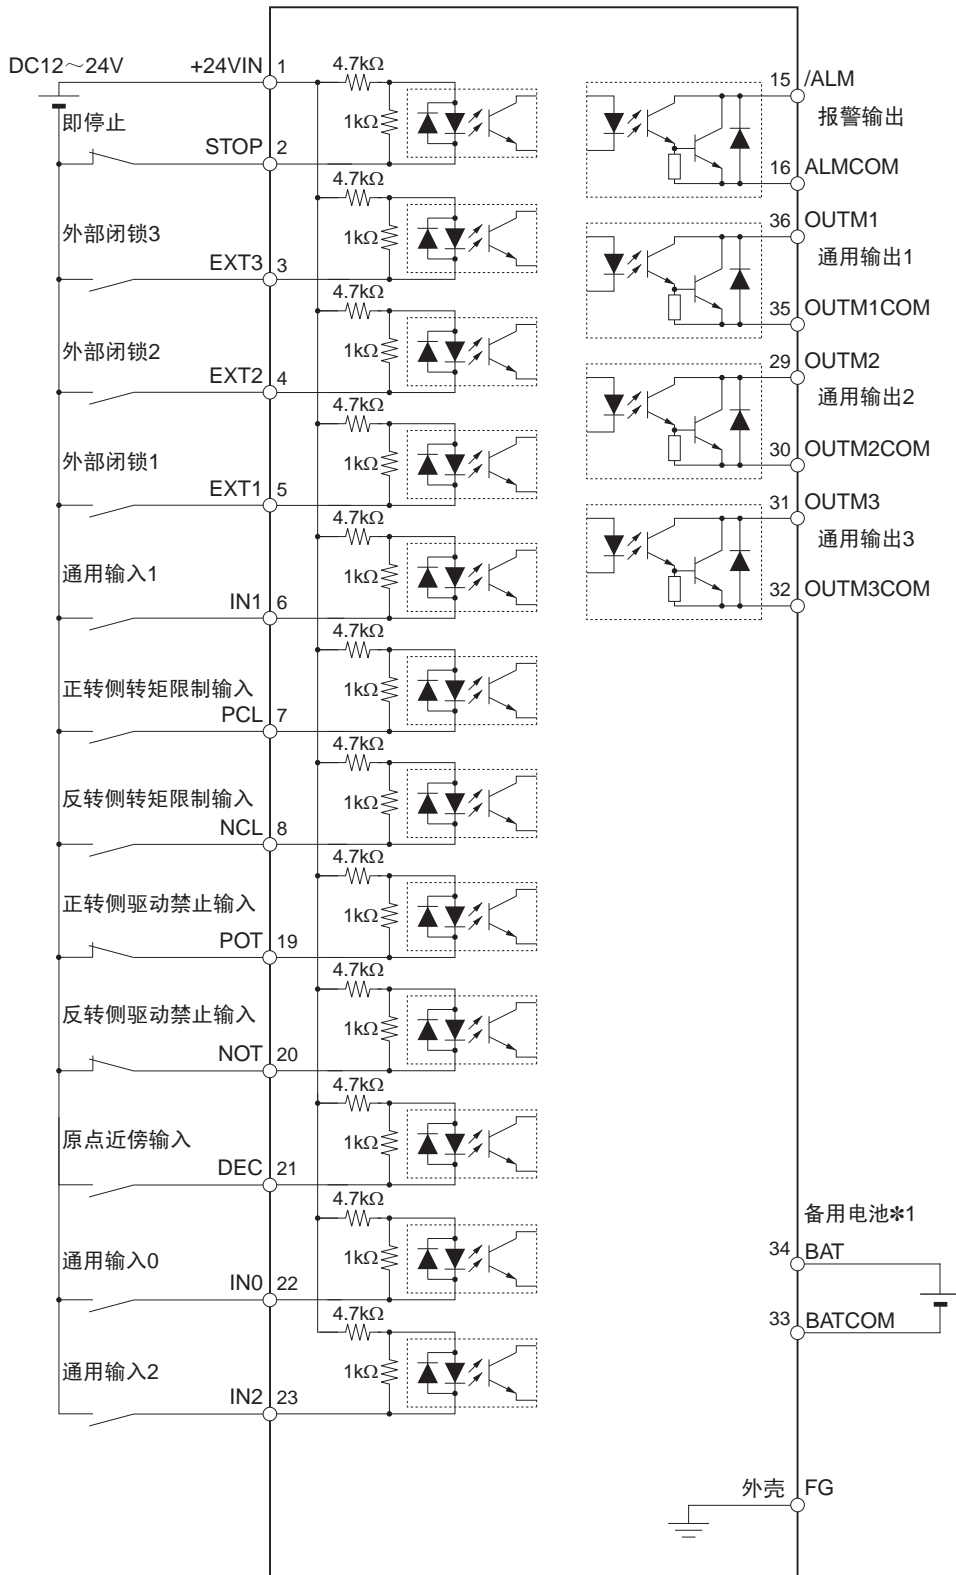 DC12～24V
+24VIN 1
4.7kΩ
1kΩ
即停止
STOP 2
4.7kΩ
1kΩ
外部闭锁3
EXT3 3
4.7kΩ
1kΩ
外部闭锁2
EXT2 4
4.7kΩ
1kΩ
外部闭锁1
EXT1 5
4.7kΩ
1kΩ
通用输入1
IN1 6
4.7kΩ
1kΩ
正转侧转矩限制输入
PCL 7
4.7kΩ
1kΩ
反转侧转矩限制输入
NCL 8
4.7kΩ
1kΩ
正转侧驱动禁止输入
POT 19
4.7kΩ
1kΩ
反转侧驱动禁止输入
NOT 20
4.7kΩ
1kΩ
原点近傍输入
DEC 21
4.7kΩ
1kΩ
通用输入0
IN0 22
4.7kΩ
1kΩ
通用输入2
IN2 23
15 /ALM
报警输出
16 ALMCOM
36 OUTM1
通用输出1
35 OUTM1COM
29 OUTM2
通用输出2
30 OUTM2COM
31 OUTM3
通用输出3
32 OUTM3COM
备用电池✽1
34 BAT
33 BATCOM
外壳 FG